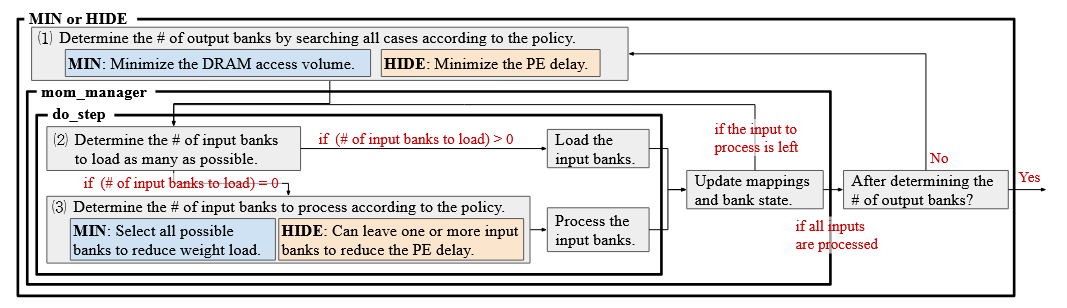 MIN or HIDE
(1) Determine the # of output banks by searching all cases according to the policy.
MIN: Minimize the DRAM access volume.
HIDE: Minimize the PE delay.
mom_manager
do_step
(2) Determine the # of input banks
to load as many as possible.
if (# of input banks to load) > 0
Load the
input banks.
if (# of input banks to load) = 0
(3) Determine the # of input banks to process according to the policy.
MIN: Select all possible
banks to reduce weight load.
HIDE: Can leave one or more input
banks to reduce the PE delay.
Process the
input banks.
if the input to
process is left
Update mappings
and bank state.
if all inputs
are processed
No
After determining the
# of output banks?
Yes